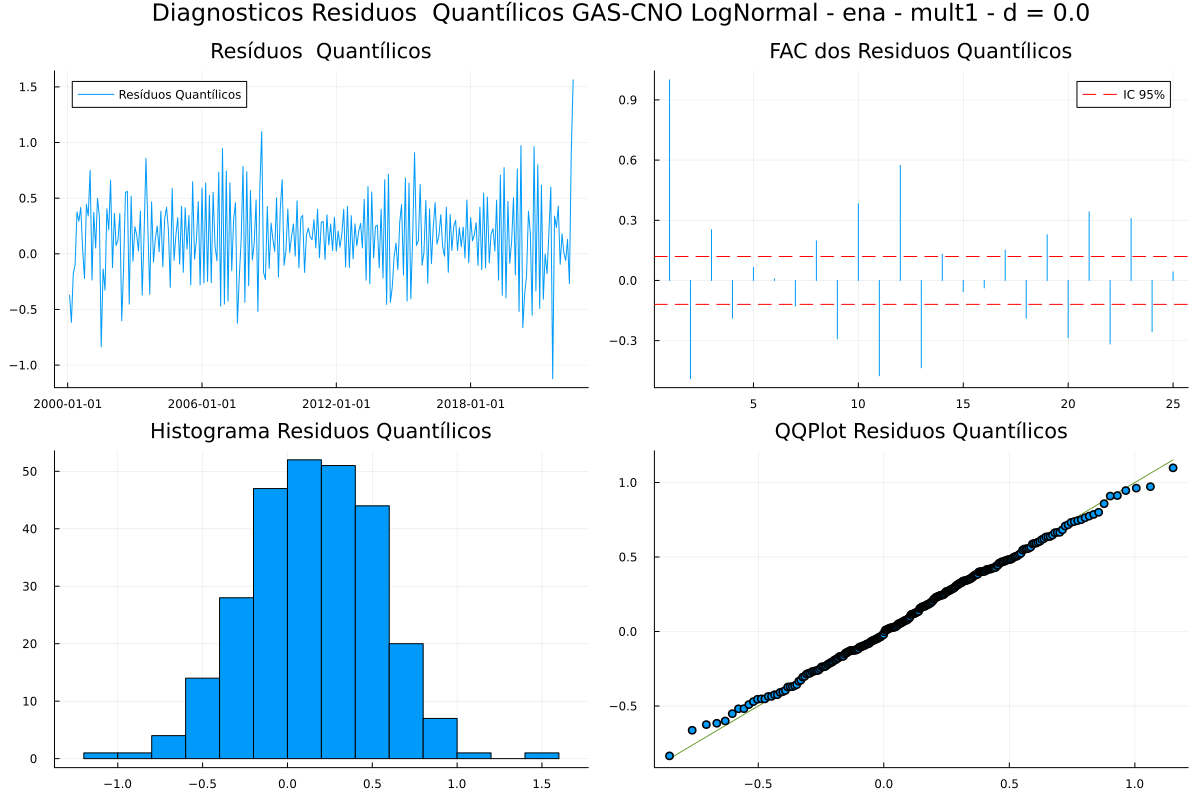 Diagnosticos Residuos  Quantílicos GAS-CNO LogNormal - ena - mult1 - d = 0.0
Resíduos  Quantílicos
1.5
1.0
0.5
0.0
−0.5
−1.0
Resíduos Quantílicos
2000-01-01 2006-01-01 2012-01-01 2018-01-01
FAC dos Residuos Quantílicos
0.9
0.6
0.3
0.0
−0.3
IC 95%
5 10 15 20 25
Histograma Residuos Quantílicos
50
40
30
20
10
0
−1.0 −0.5 0.0 0.5 1.0 1.5
QQPlot Residuos Quantílicos
1.0
0.5
0.0
−0.5
−0.5 0.0 0.5 1.0